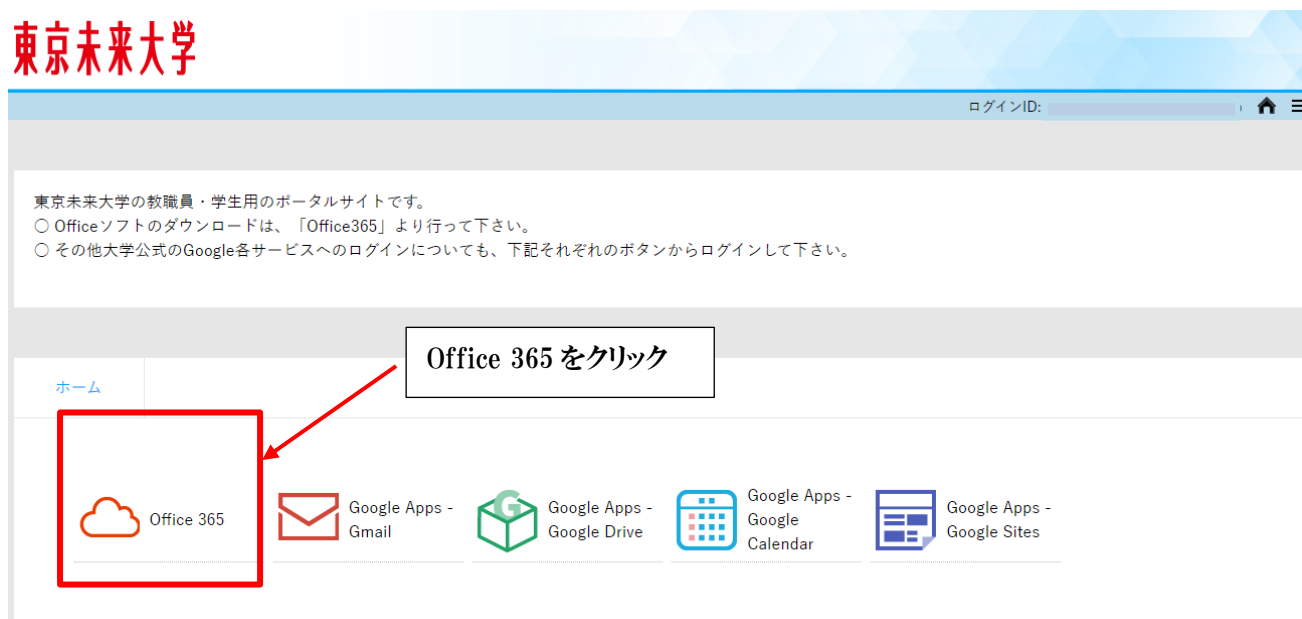 東京未来大学
ログインID:
東京未来大学の教職員・学生用のポータルサイトです。
○ Officeソフトのダウンロードは、「Office365」より行って下さい。
○ その他大学公式のGoogle各サービスへのログインについても、下記それぞれのボタンからログインして下さい。
Office 365 をクリック
ホーム
Office 365
Google Apps -
Gmail
Google Apps -
Google Drive
Google Apps -
Google
Calendar
Google Apps -
Google Sites